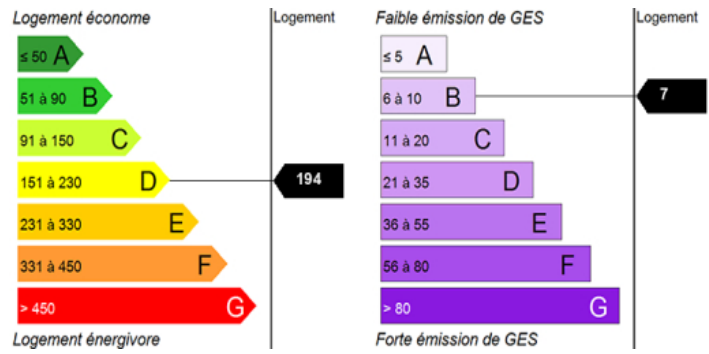 Logement économe
Logement
≤ 50 A
51 à 90 B
91 à 150 C
151 à 230 D
194
231 à 330 E
331 à 450 F
> 450 G
Logement énergivore
Faible émission de GES
Logement
≤ 5 A
6 à 10 B
7
11 à 20 C
21 à 35 D
36 à 55 E
56 à 80 F
> 80 G
Forte émission de GES